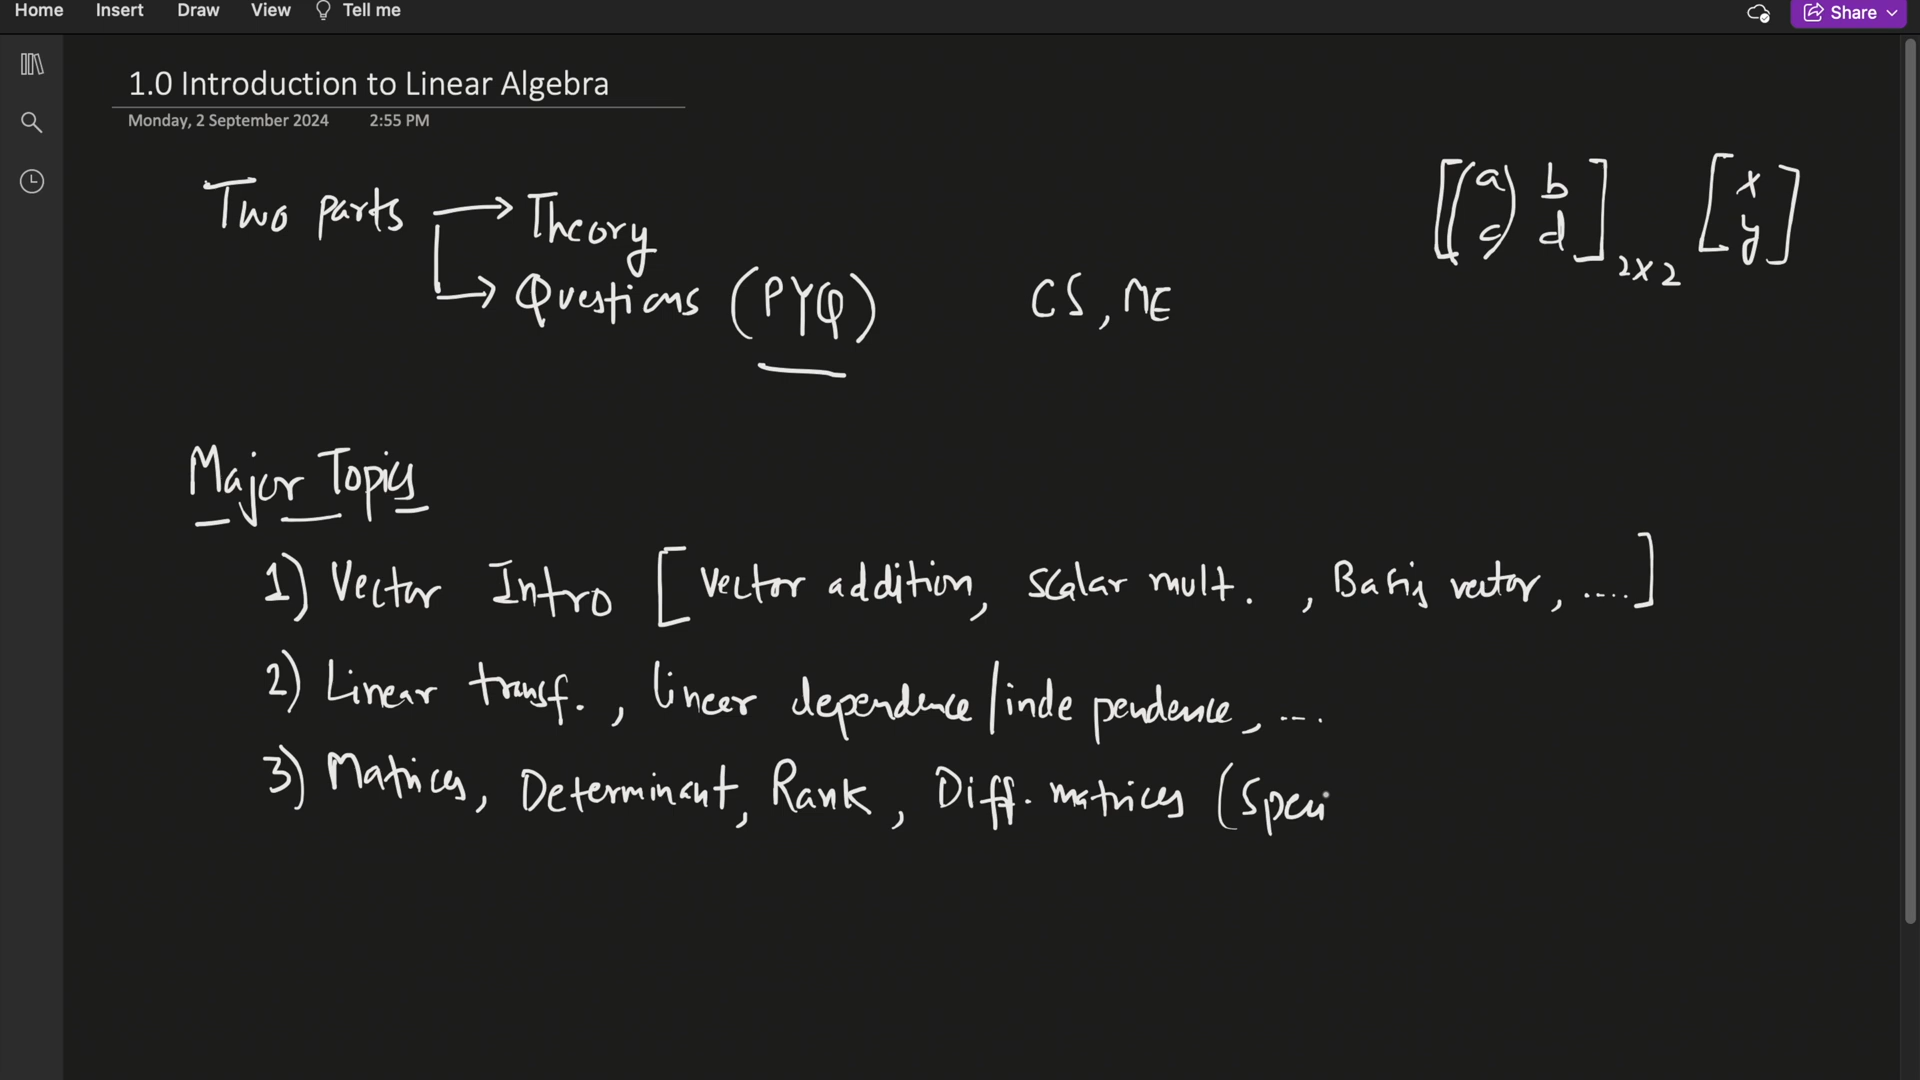 Home Insert Draw View Tell me Share
1.0 Introduction to Linear Algebra
Monday, 2 September 2024 2:55 PM
Two parts → Theory
→ Questions (PYQ) CS, ME
[(a c) b d] 2x2 [x y]
Major Topics
1) Vector Intro [vector addition, scalar mult. , Basis vector, ....]
2) Linear transf. , linear dependence/independence, ....
3) Matrices, Determinant, Rank, Diff. matrices (Speci